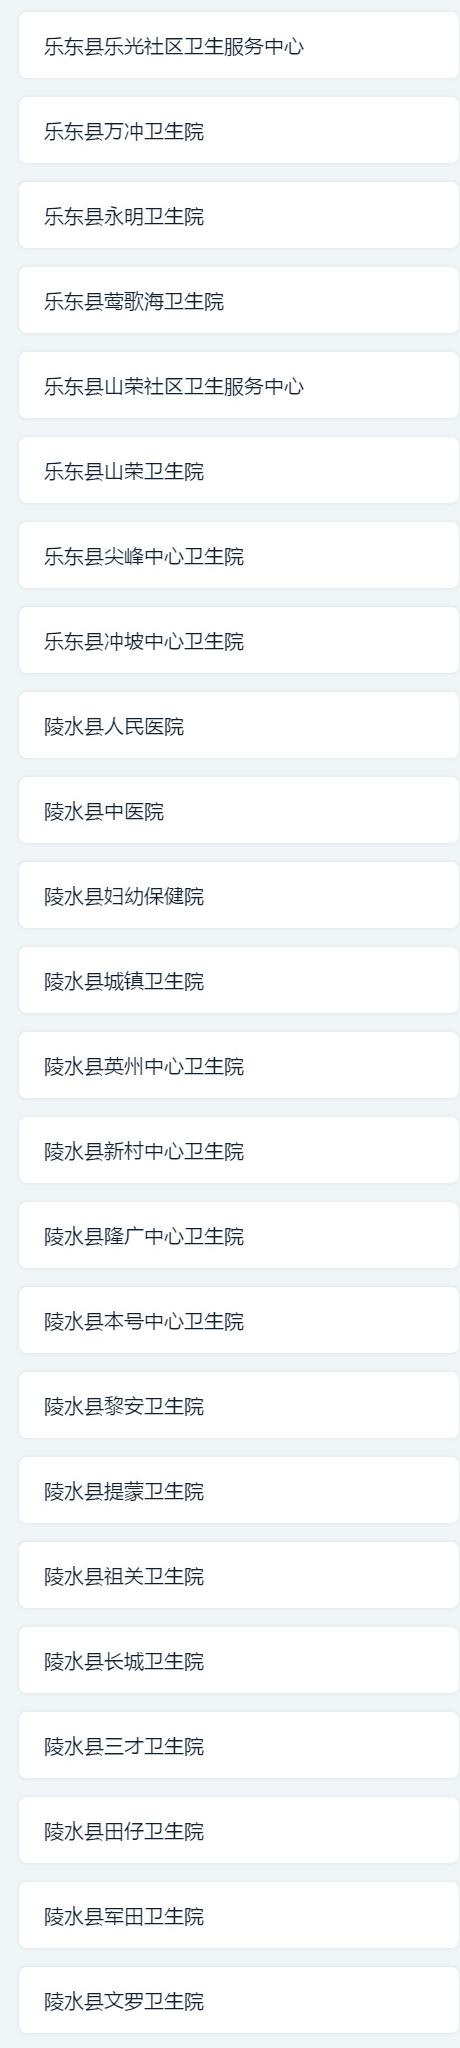 乐东县乐光社区卫生服务中心
乐东县万冲卫生院
乐东县永明卫生院
乐东县莺歌海卫生院
乐东县山荣社区卫生服务中心
乐东县山荣卫生院
乐东县尖峰中心卫生院
乐东县冲坡中心卫生院
陵水县人民医院
陵水县中医院
陵水县妇幼保健院
陵水县城镇卫生院
陵水县英州中心卫生院
陵水县新村中心卫生院
陵水县隆广中心卫生院
陵水县本号中心卫生院
陵水县黎安卫生院
陵水县提蒙卫生院
陵水县祖关卫生院
陵水县长城卫生院
陵水县三才卫生院
陵水县田仔卫生院
陵水县军田卫生院
陵水县文罗卫生院